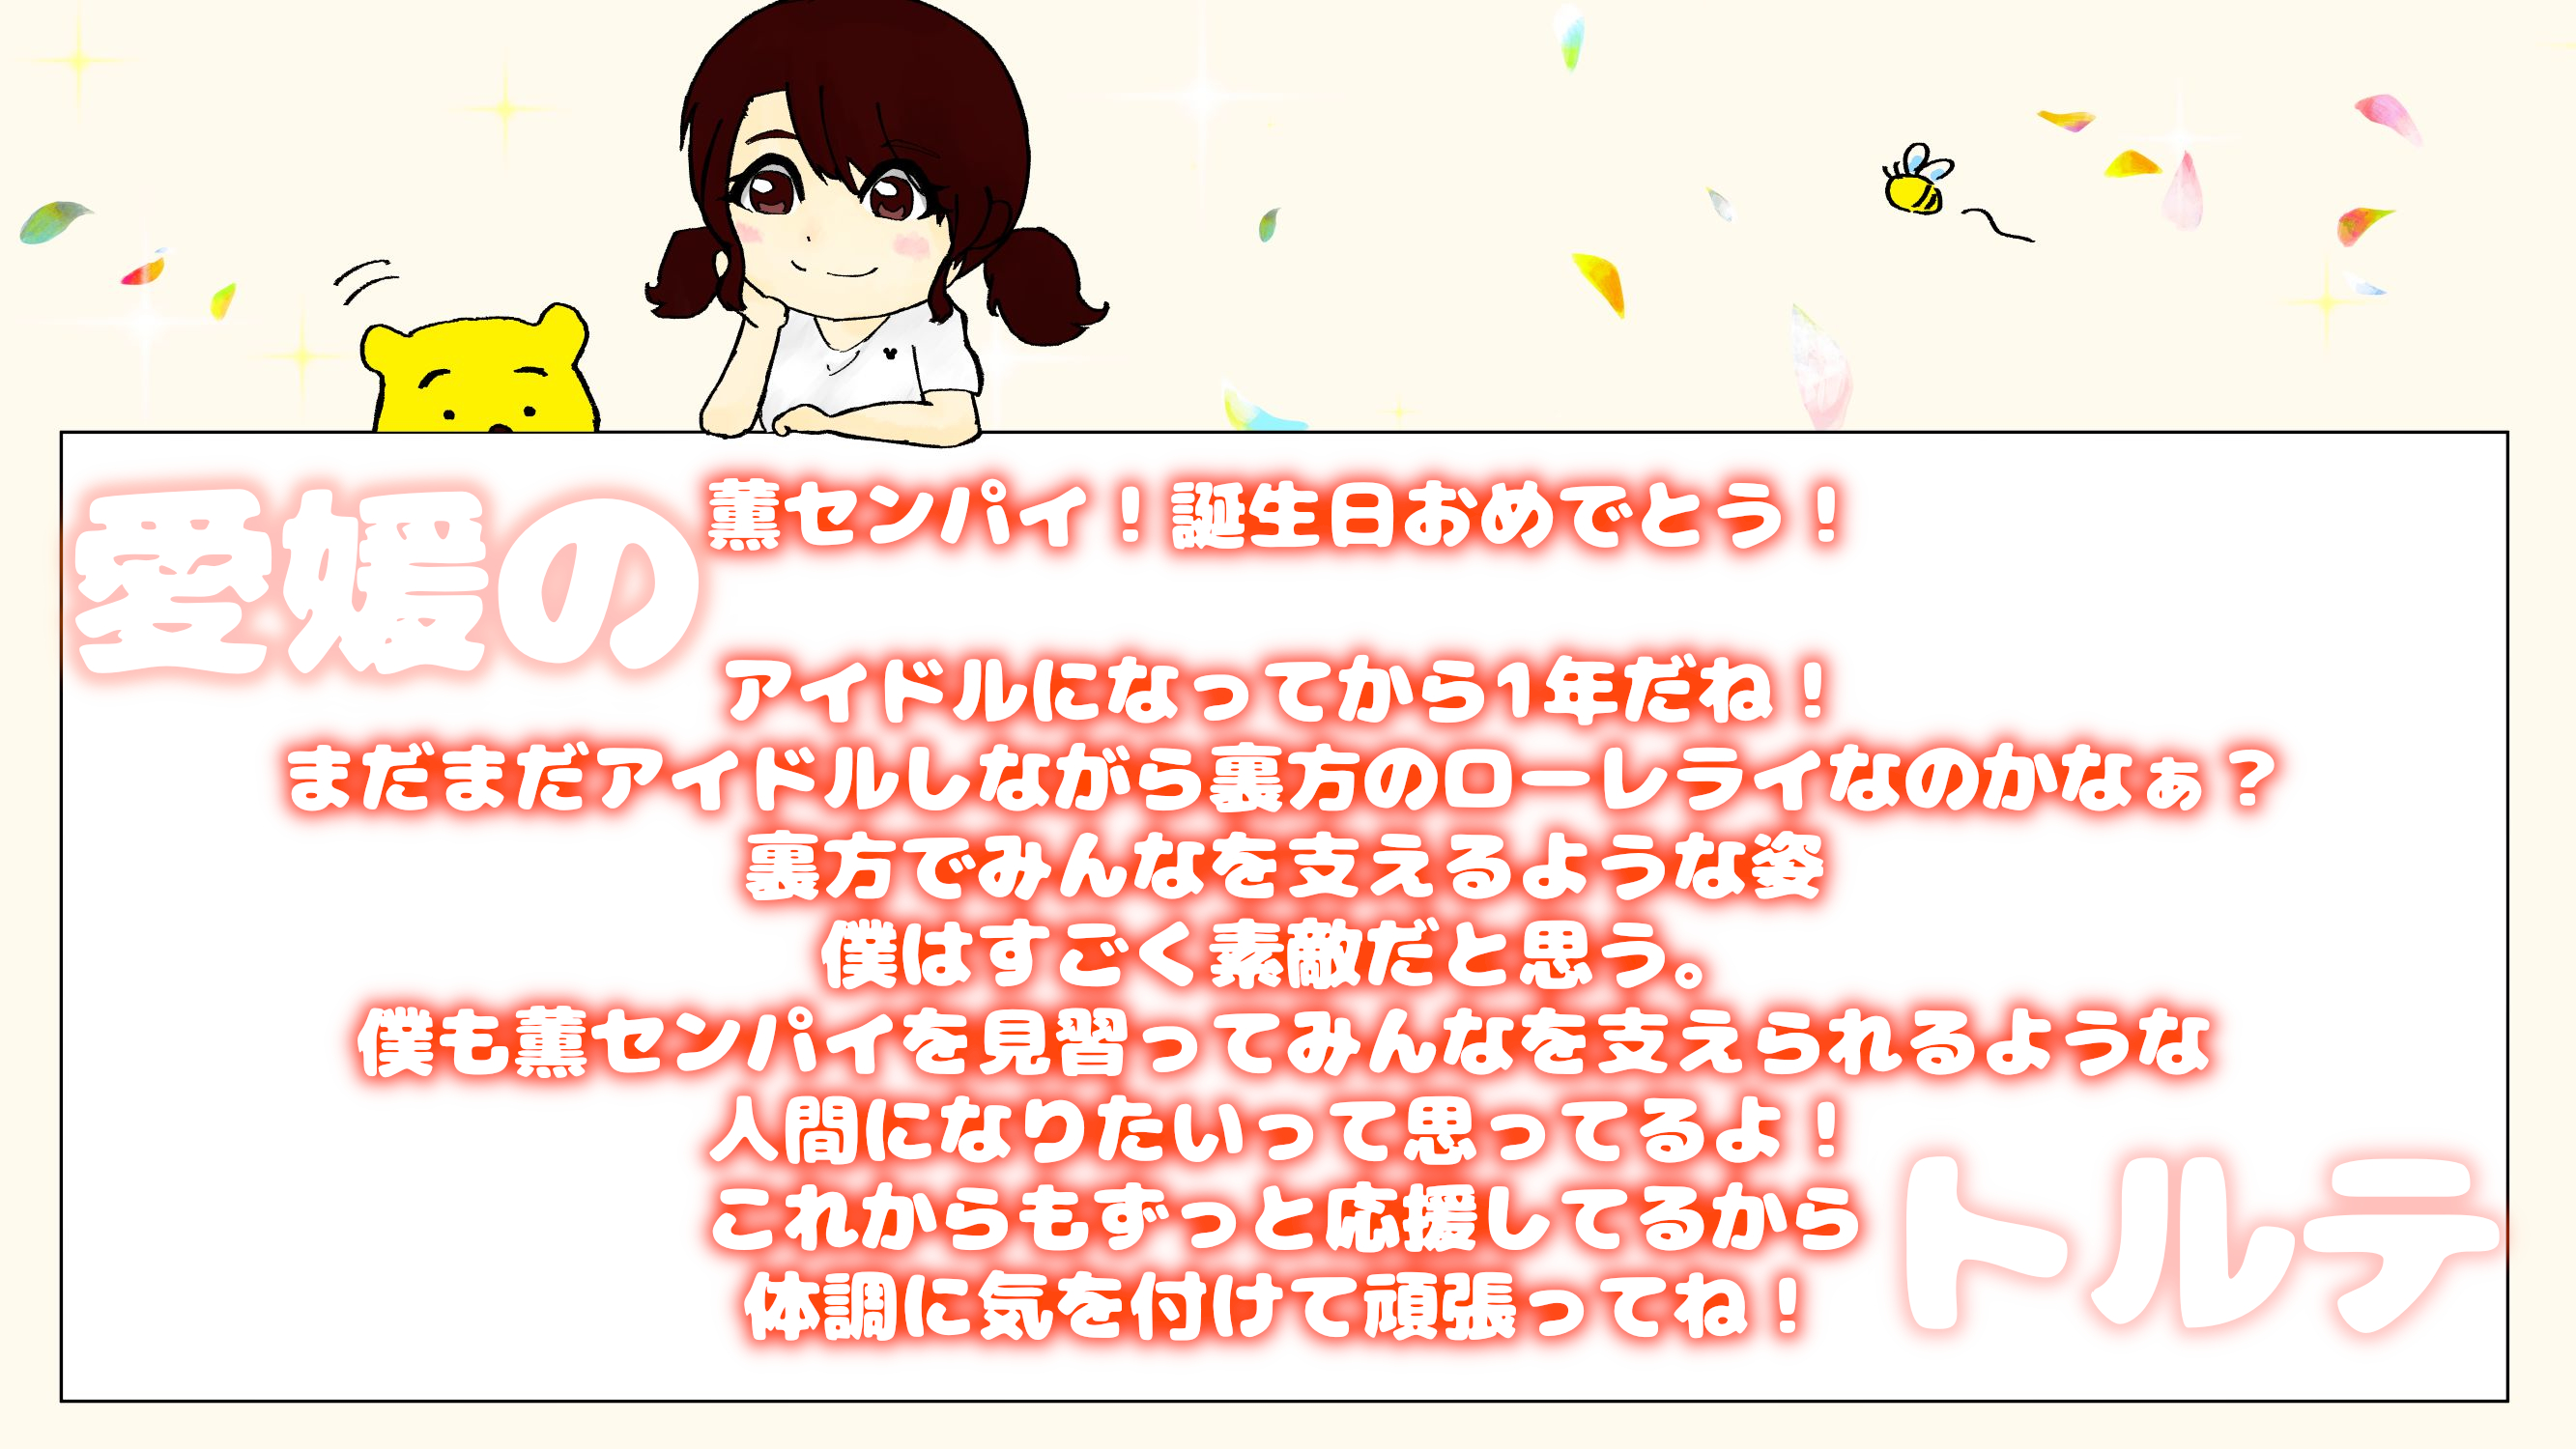 愛媛の
薫センパイ！誕生日おめでとう！
アイドルになってから1年だね！
まだまだアイドルしながら裏方のローレライなのかなぁ？
裏方でみんなを支えるような姿
僕はすごく素敵だと思う。
僕も薫センパイを見習ってみんなを支えられるような
人間になりたいって思ってるよ！
これからもずっと応援してるから
体調に気を付けて頑張ってね！
トルテ